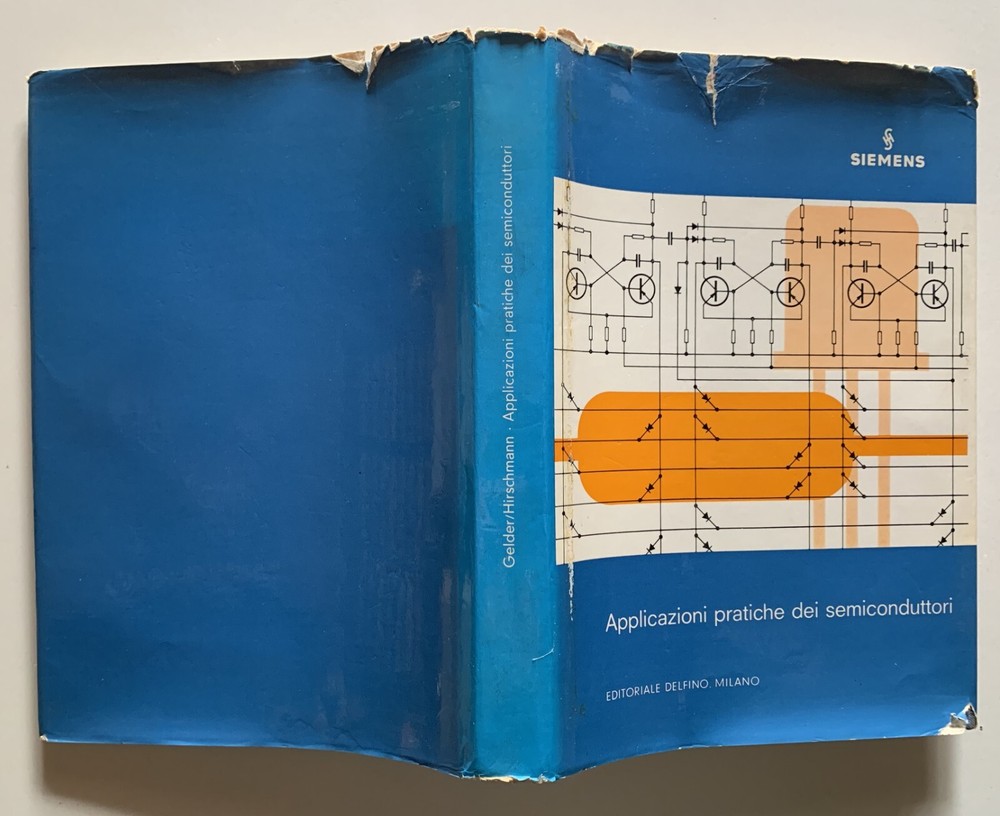 Gelder/Hirschmann · Applicazioni pratiche dei semiconduttori
SIEMENS
Applicazioni pratiche dei semiconduttori
EDITORIALE DELFINO. MILANO